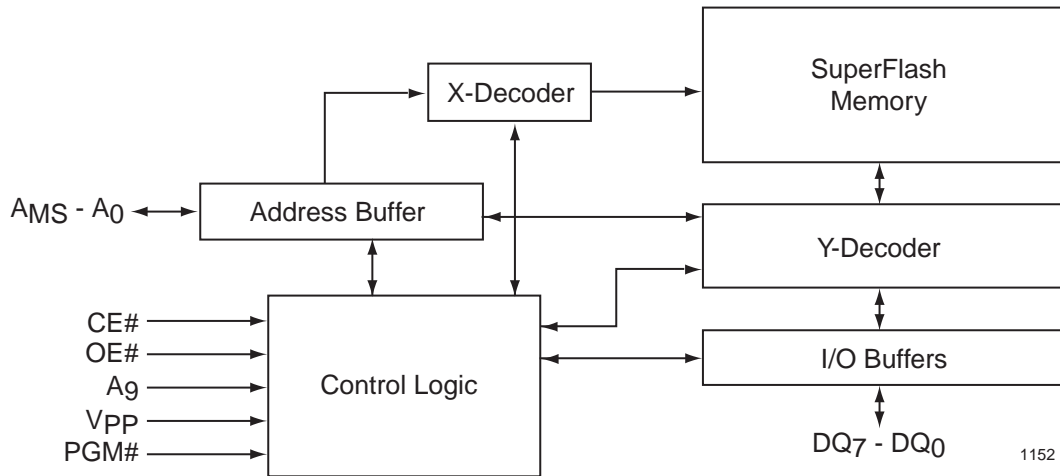 SuperFlash
Memory
X-Decoder
AMS - A0
Address Buffer
Y-Decoder
CE#
OE#
A9
VPP
PGM#
Control Logic
I/O Buffers
DQ7 - DQ0
1152